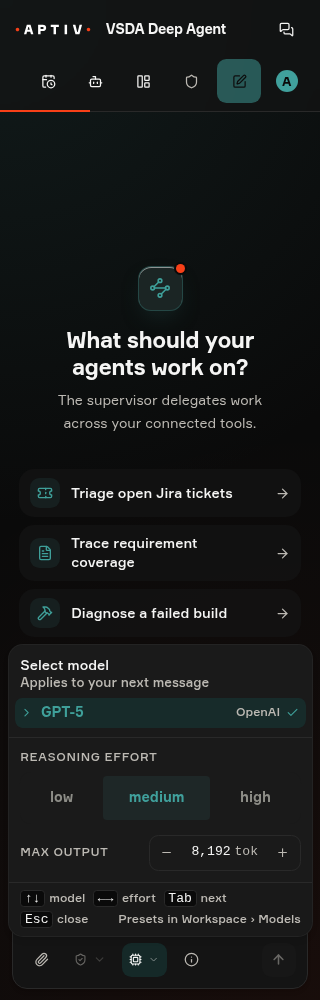 APTIV VSDA Deep Agent
A
What should your
agents work on?
The supervisor delegates work
across your connected tools.
Triage open Jira tickets
Trace requirement
coverage
Diagnose a failed build
Select model
Applies to your next message
GPT-5 OpenAI
REASONING EFFORT
low medium high
MAX OUTPUT − 8,192 tok +
↑↓ model ←→ effort Tab next
Esc close Presets in Workspace › Models